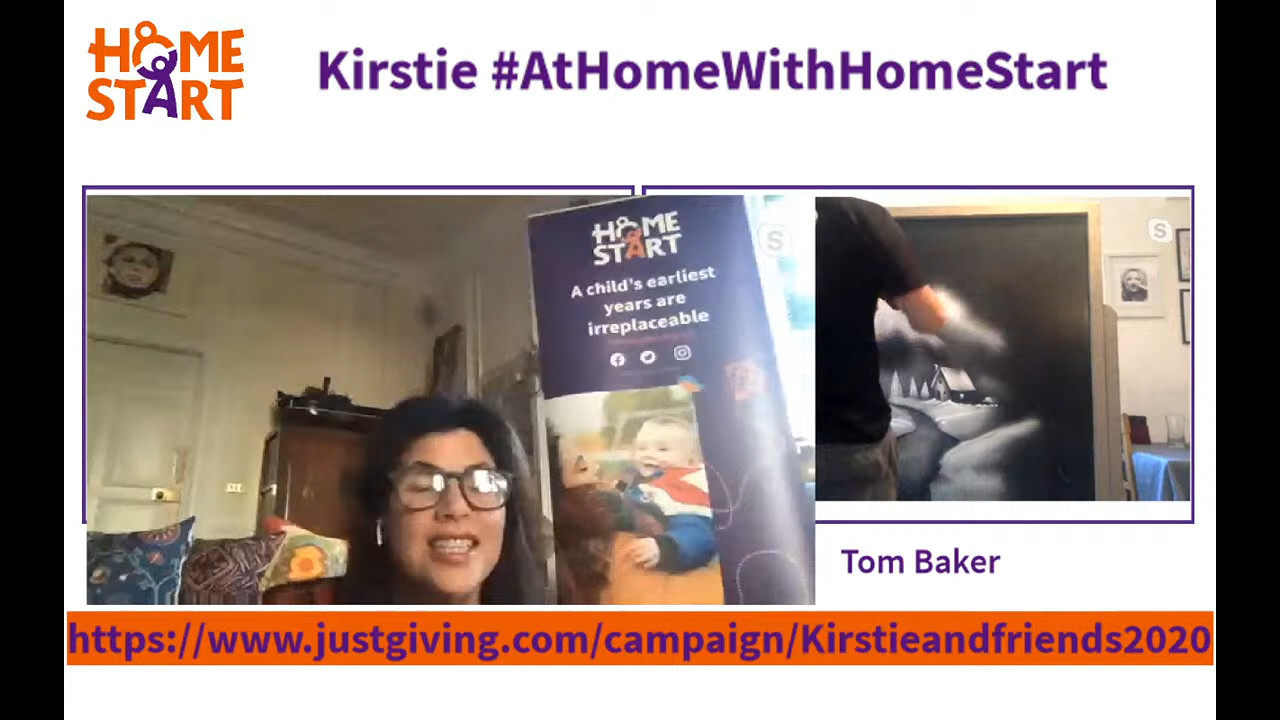 HOME
START
Kirstie #AtHomeWithHomeStart
HOME
START
A child's earliest
years are
irreplaceable
S
S
Tom Baker
https://www.justgiving.com/campaign/Kirstieandfriends2020